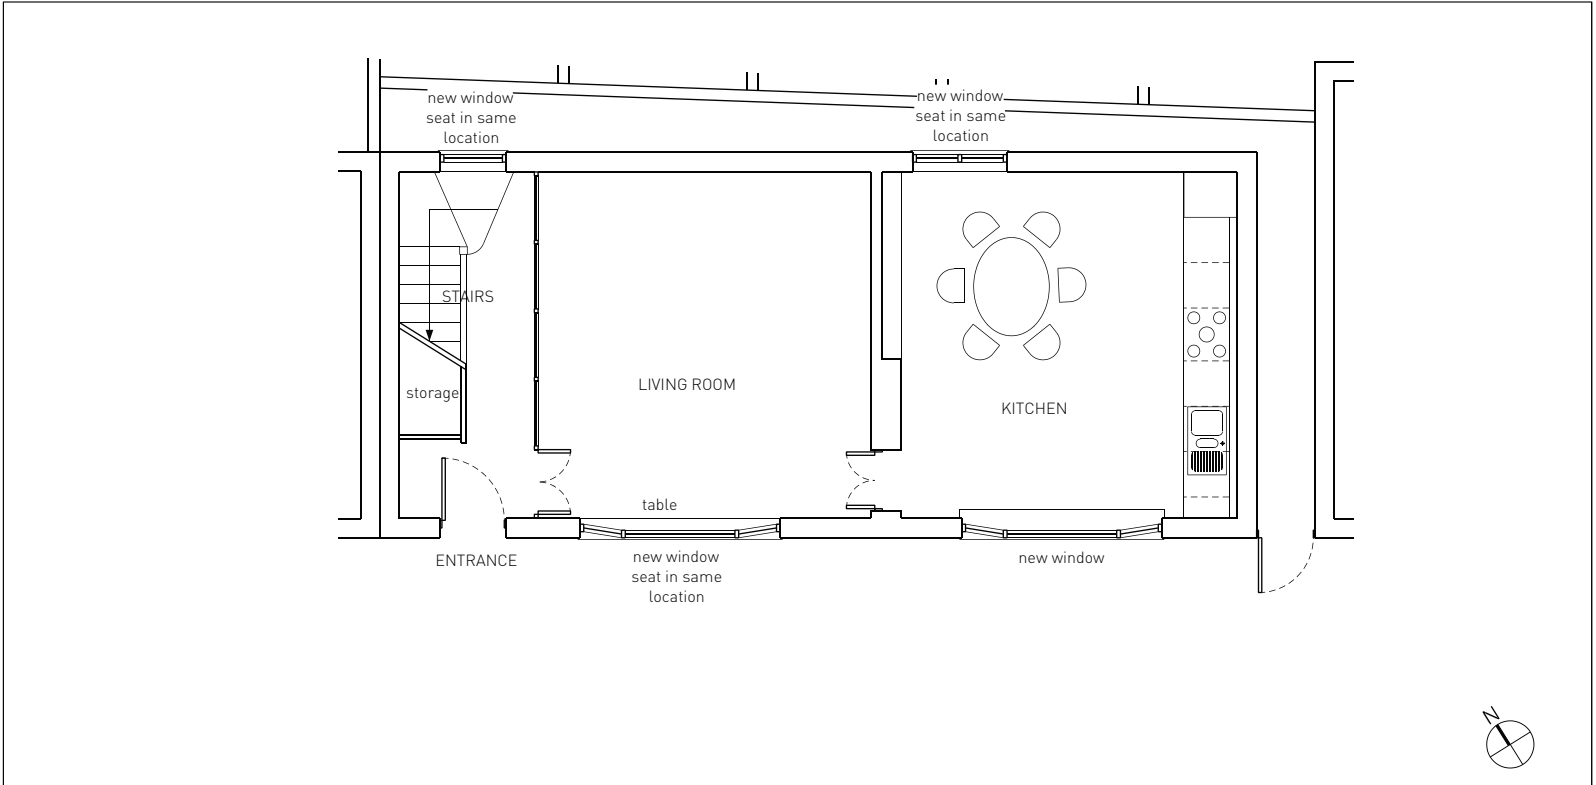 new window
seat in same
location
new window
seat in same
location
STAIRS
storage
LIVING ROOM
KITCHEN
table
ENTRANCE
new window
seat in same
location
new window
N